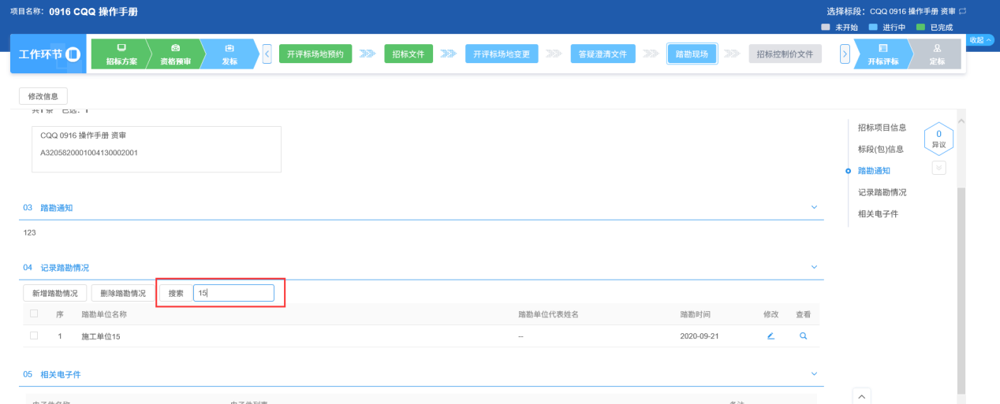 项目名称: 0916 CQQ 操作手册
选择标段: CQQ 0916 操作手册 资审
未开始 进行中 已完成
收起
工作环节
招标方案 资格预审 发标 开评标场地预约 招标文件 开评标场地变更 答疑澄清文件 踏勘现场 招标控制价文件 开标评标 定标
修改信息
共1条 已选: 1
CQQ 0916 操作手册 资审
A3205820001004130002001
招标项目信息
标段(包)信息
踏勘通知
记录踏勘情况
相关电子件
0
异议
03 踏勘通知
123
04 记录踏勘情况
新增踏勘情况 删除踏勘情况 搜索 15
序 踏勘单位名称 踏勘单位代表姓名 踏勘时间 修改 查看
1 施工单位15 -- 2020-09-21
05 相关电子件
电子件名称 电子件列表 备注